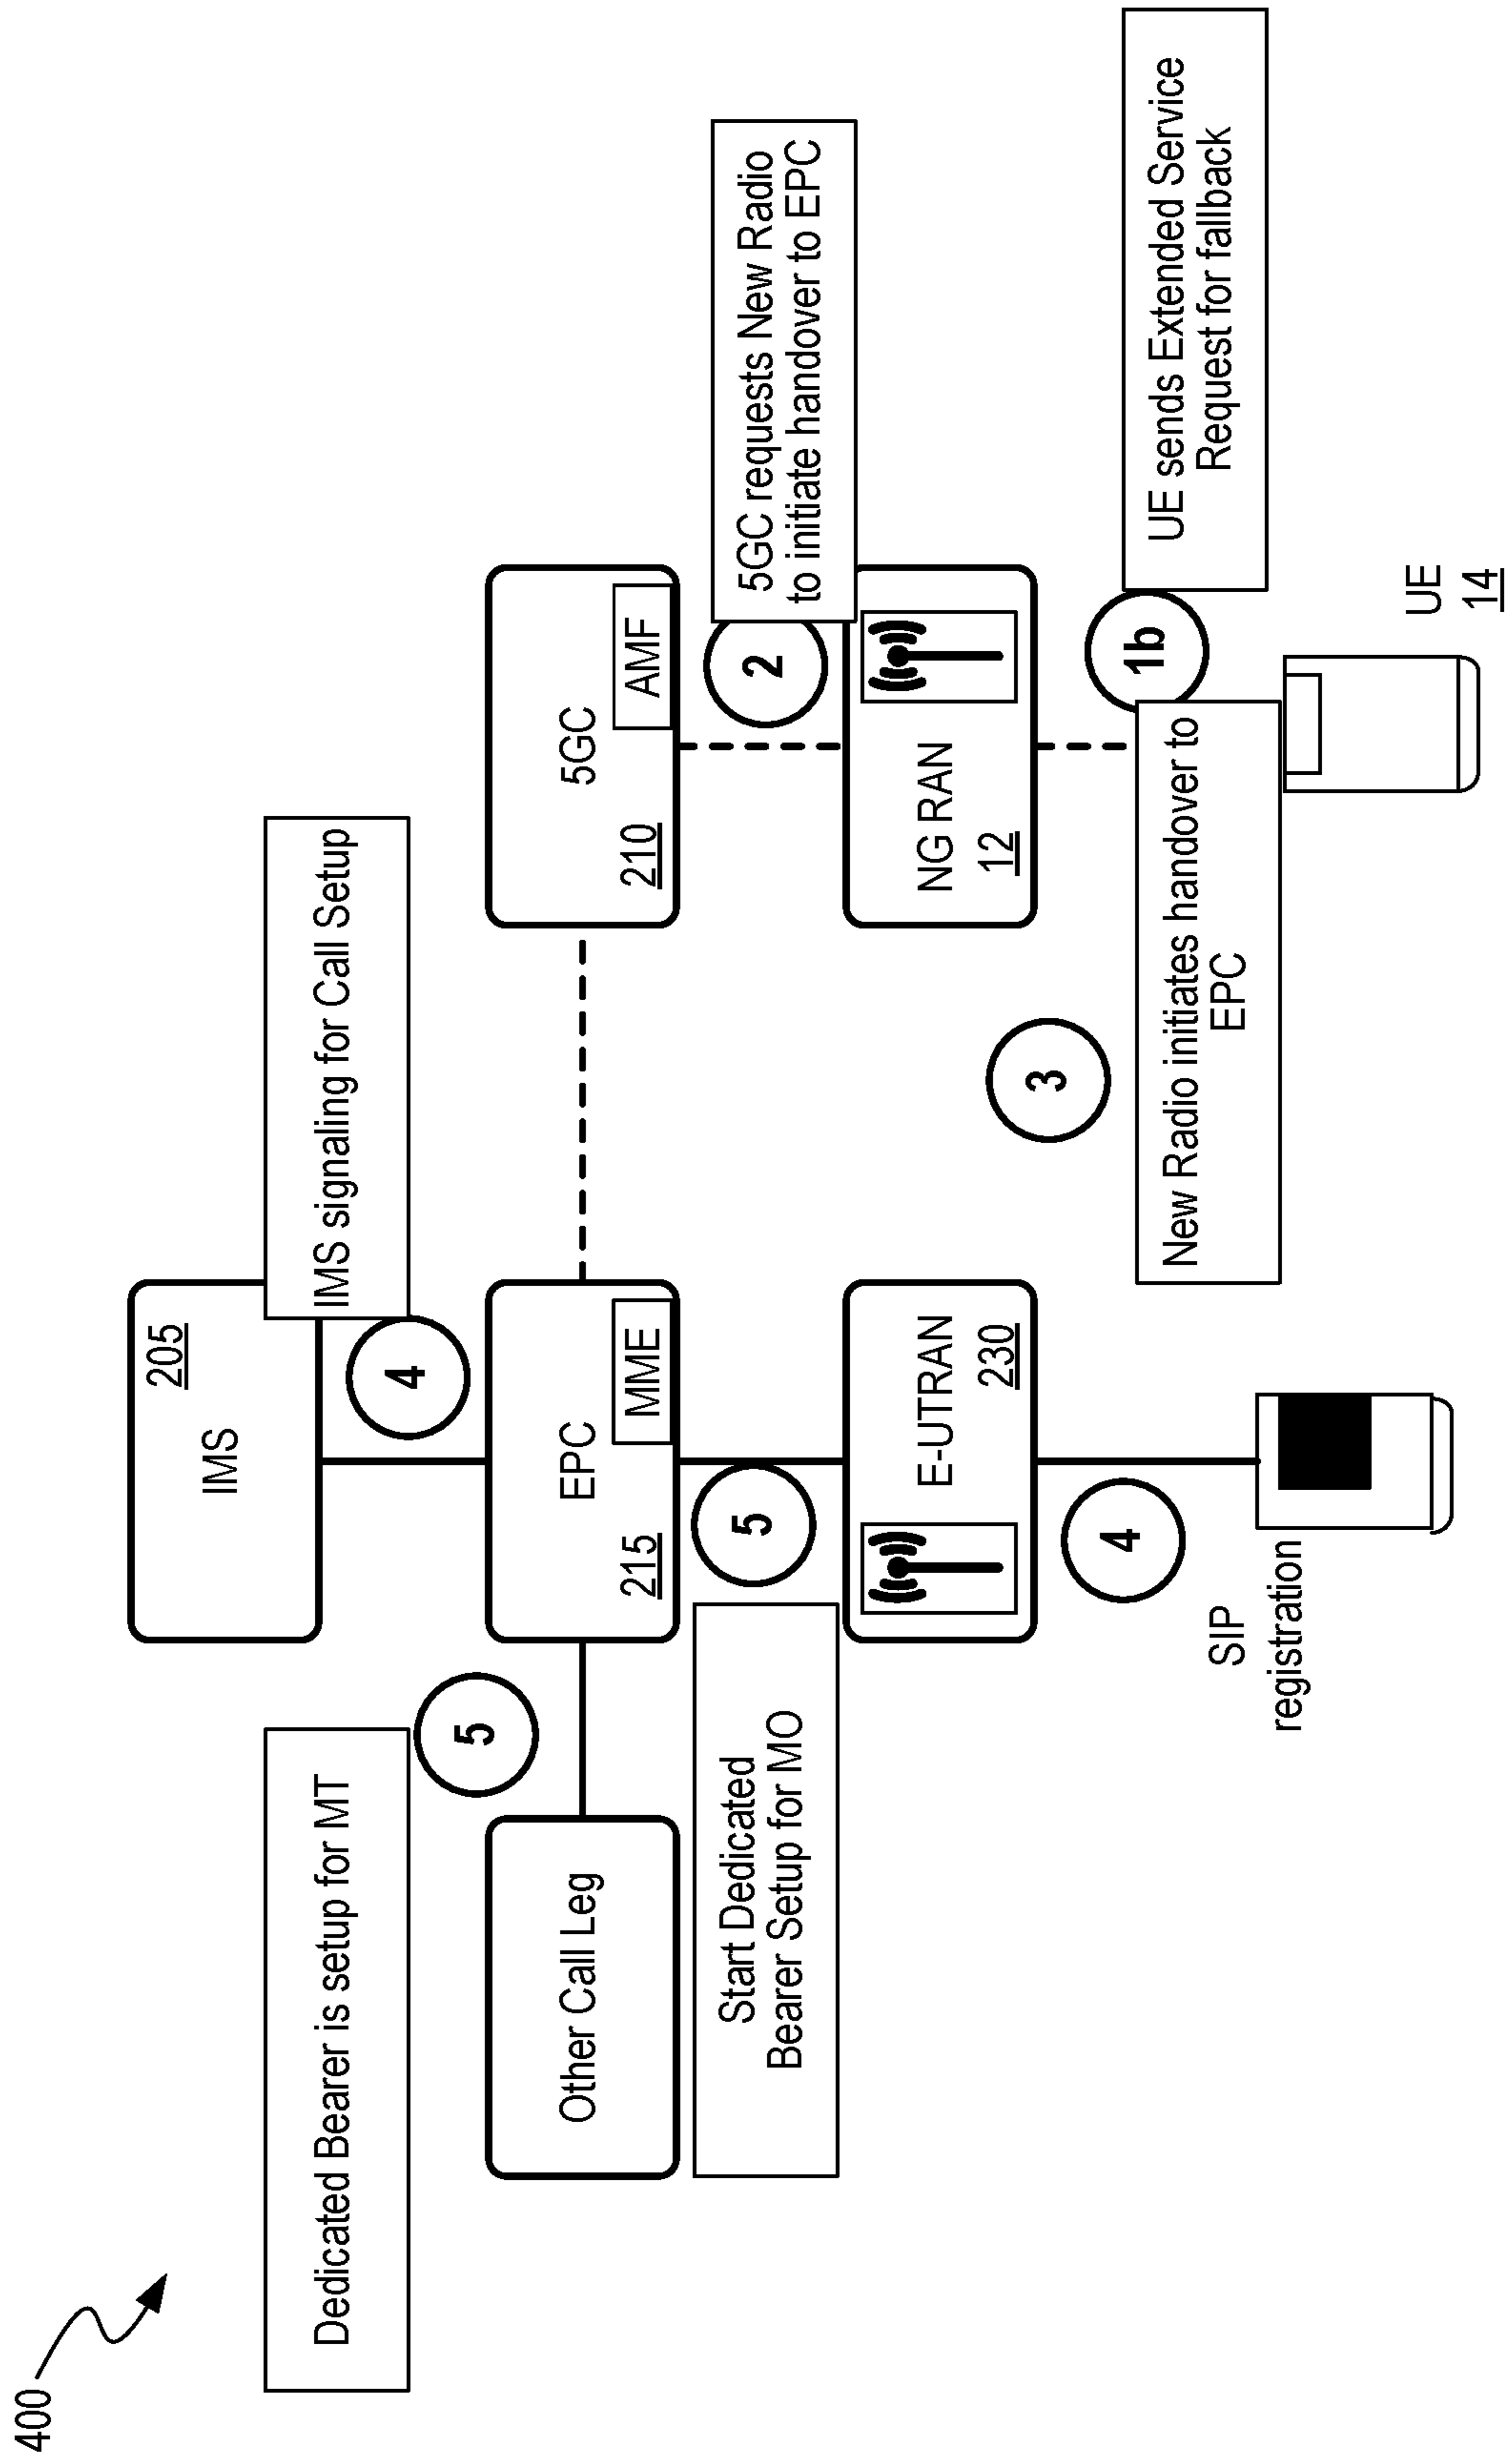 400
Dedicated Bearer is setup for MT
5
205
IMS
IMS signaling for Call Setup
4
Other Call Leg
EPC
215
MME
5GC
210
AMF
5
Start Dedicated
Bearer Setup for MO
2
5GC requests New Radio
to initiate handover to EPC
E-UTRAN
230
NG RAN
12
4
SIP
registration
3
New Radio initiates handover to
EPC
1b
UE sends Extended Service
Request for fallback
UE
14